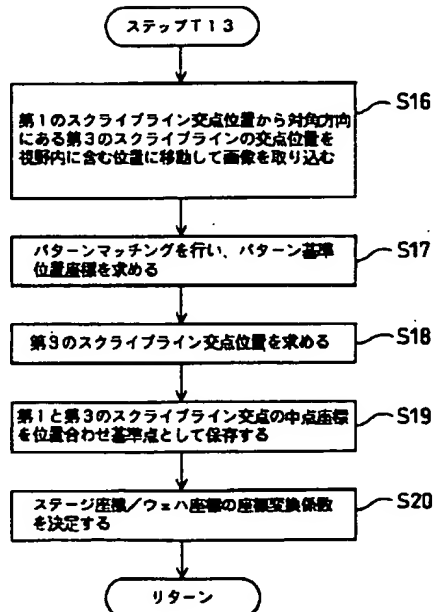 ステップT13
第1のスクライブライン交点位置から対角方向
にある第3のスクライブラインの交点位置を
視野内に含む位置に移動して画像を取り込む
S16
パターンマッチングを行い、パターン基準
位置座標を求める
S17
第3のスクライブライン交点位置を求める
S18
第1と第3のスクライブライン交点の中点座標
を位置合わせ基準点として保存する
S19
ステージ座標/ウェハ座標の座標変換係数
を決定する
S20
リターン